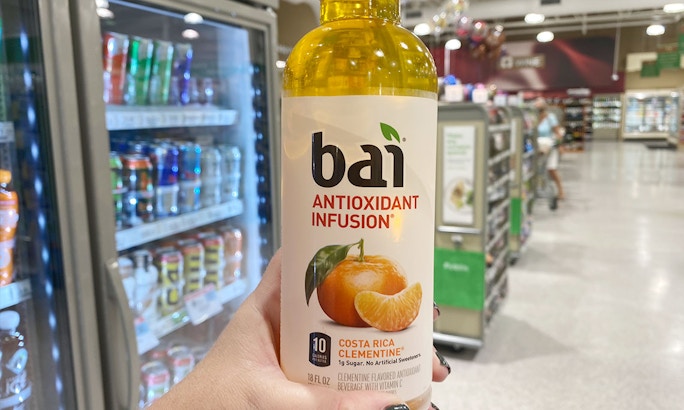 bai®
ANTIOXIDANT
INFUSION®
10
COSTA RICA
CLEMENTINE®
1g Sugar. No Artificial Sweeteners.
18 FL OZ
CLEMENTINE FLAVORED ANTIOXIDANT
BEVERAGE WITH VITAMIN C